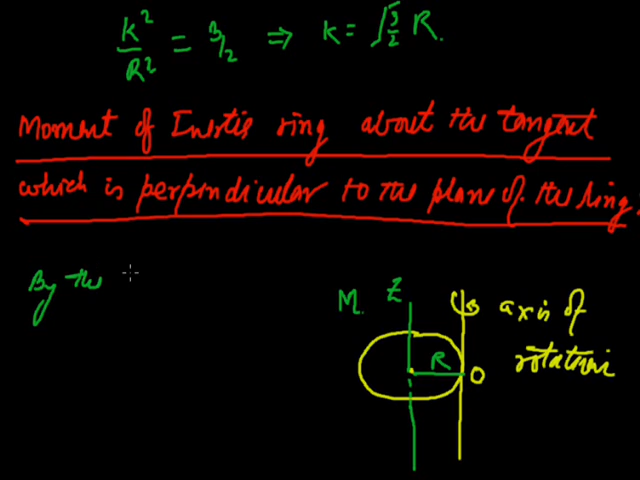 K²/R² = 3/2 ⇒ K = √3/2 R.
Moment of Inertia ring about the tangent
which is perpendicular to the plane of the ring.
By the
M. Z
axis of
rotation
R
O